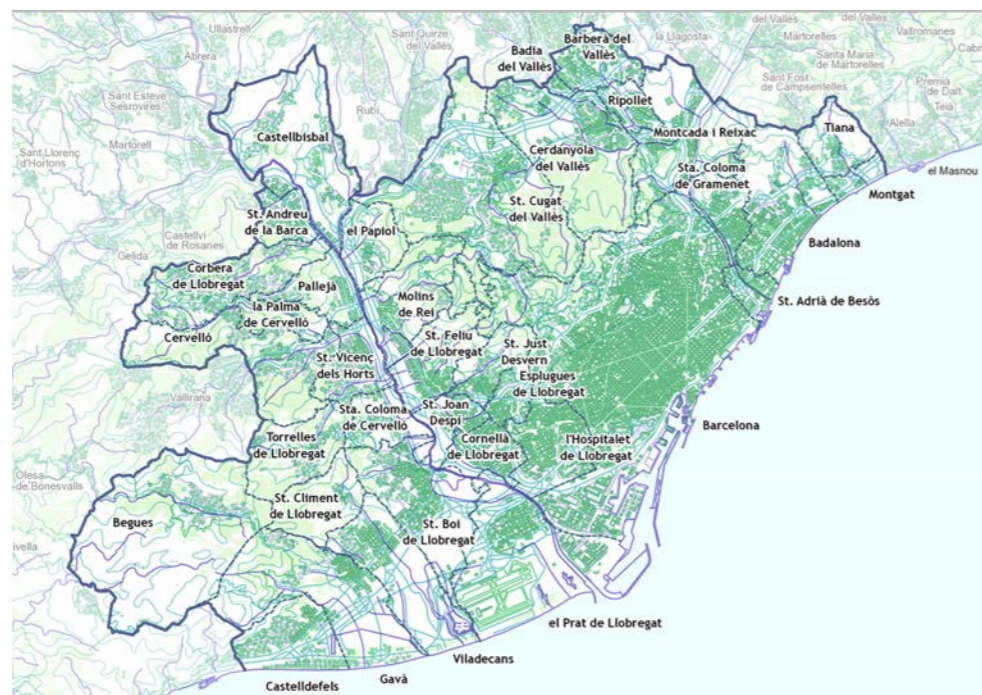 Ullastrell
Abrera
Sant Quirze
del Vallès
Badia
del Vallès
Barberà del
Vallès
la Llagosta
del Vallès
Martorelles
del Vallès
Vallromanes
Santa Maria
de Martorelles
Sant Fost
de Campsentelles
Premia
de Dalt
Teia
Alella
el Masnou
Sant Esteve
Sesrovires
Rubí
Ripollet
Castellbisbal
Martorell
Sant Llorenç
d'Hortons
Montcada i Reixac
Tiana
Cerdanyola
del Vallès
Sta. Coloma
de Gramenet
Montgat
St. Cugat
del Vallès
St. Andreu
de la Barca
el Papiol
Castellví
de Rosanes
Gelida
Badalona
Corbera
de Llobregat
Pallejà
Molins
de Rei
St. Adrià de Besòs
la Palma
de Cervelló
Cervelló
St. Feliu
de Llobregat
St. Just
Desvern
St. Vicenç
dels Horts
Esplugues
de Llobregat
Vallirana
Sta. Coloma
de Cervelló
St. Joan
Despí
Barcelona
Torrelles
de Llobregat
Cornellà
de Llobregat
l'Hospitalet
de Llobregat
Olesa
de Bonesvalls
St. Climent
de Llobregat
Begues
St. Boi
de Llobregat
el Prat de Llobregat
Viladecans
Gavà
Castelldefels